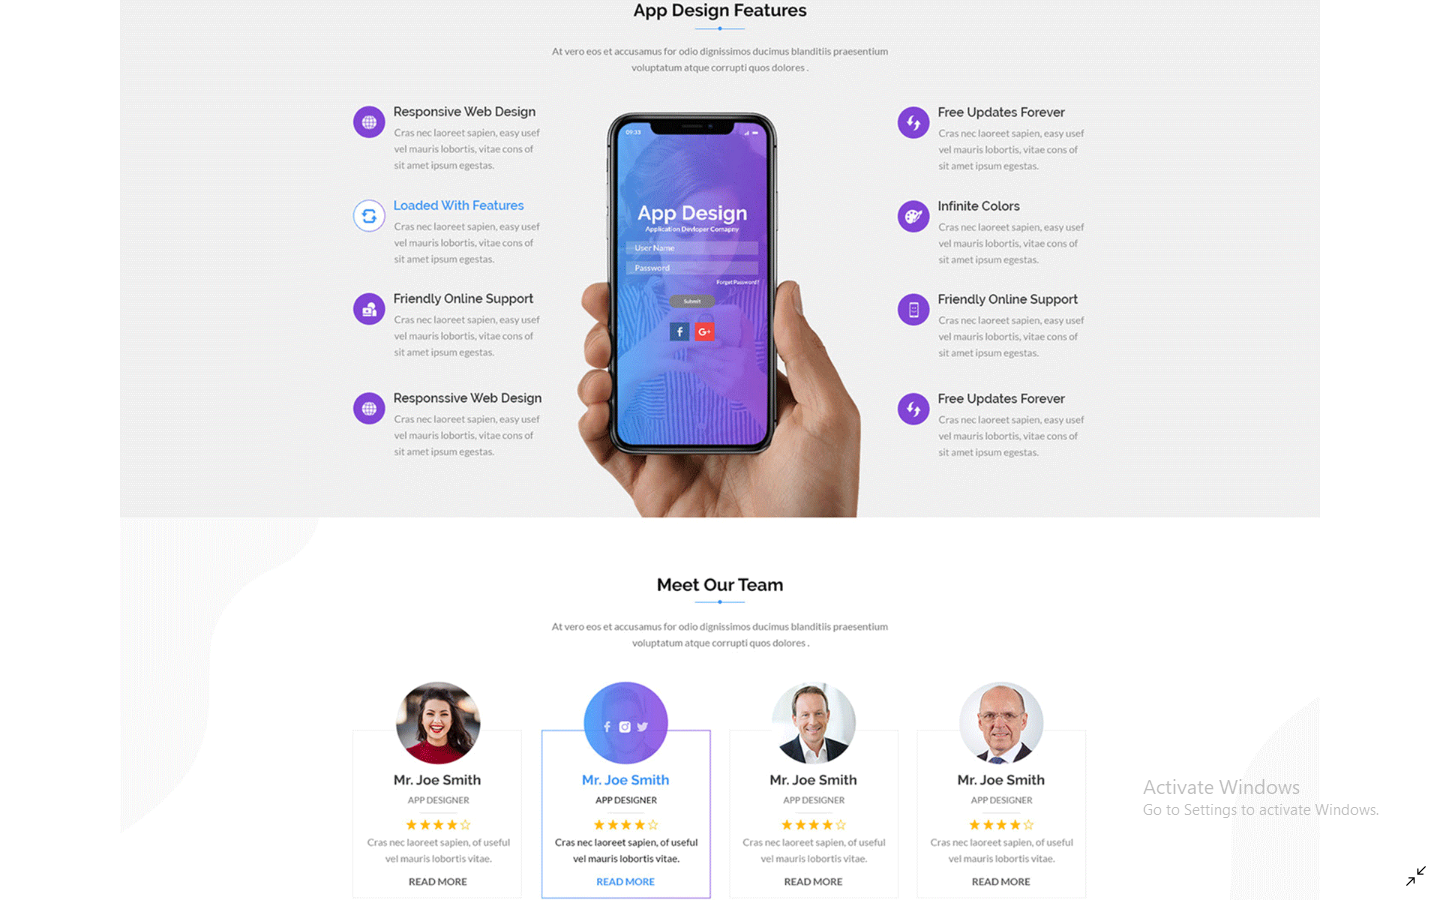 App Design Features
At vero eos et accusamus for odio dignissimos ducimus blanditiis praesentium
voluptatum atque corrupti quos dolores .
Responsive Web Design
Cras nec laoreet sapien, easy usef
vel mauris lobortis, vitae cons of
sit amet ipsum egestas.
Loaded With Features
Cras nec laoreet sapien, easy usef
vel mauris lobortis, vitae cons of
sit amet ipsum egestas.
Friendly Online Support
Cras nec laoreet sapien, easy usef
vel mauris lobortis, vitae cons of
sit amet ipsum egestas.
Responssive Web Design
Cras nec laoreet sapien, easy usef
vel mauris lobortis, vitae cons of
sit amet ipsum egestas.
09:33
App Design
Application Devloper Comapny
User Name
Password
Forget Password?
Submit
f
G+
Free Updates Forever
Cras nec laoreet sapien, easy usef
vel mauris lobortis, vitae cons of
sit amet ipsum egestas.
Infinite Colors
Cras nec laoreet sapien, easy usef
vel mauris lobortis, vitae cons of
sit amet ipsum egestas.
Friendly Online Support
Cras nec laoreet sapien, easy usef
vel mauris lobortis, vitae cons of
sit amet ipsum egestas.
Free Updates Forever
Cras nec laoreet sapien, easy usef
vel mauris lobortis, vitae cons of
sit amet ipsum egestas.
Meet Our Team
At vero eos et accusamus for odio dignissimos ducimus blanditiis praesentium
voluptatum atque corrupti quos dolores .
Mr. Joe Smith
APP DESIGNER
Cras nec laoreet sapien, of useful
vel mauris lobortis vitae.
READ MORE
f
Mr. Joe Smith
APP DESIGNER
Cras nec laoreet sapien, of useful
vel mauris lobortis vitae.
READ MORE
Mr. Joe Smith
APP DESIGNER
Cras nec laoreet sapien, of useful
vel mauris lobortis vitae.
READ MORE
Mr. Joe Smith
APP DESIGNER
Cras nec laoreet sapien, of useful
vel mauris lobortis vitae.
READ MORE
Activate Windows
Go to Settings to activate Windows.